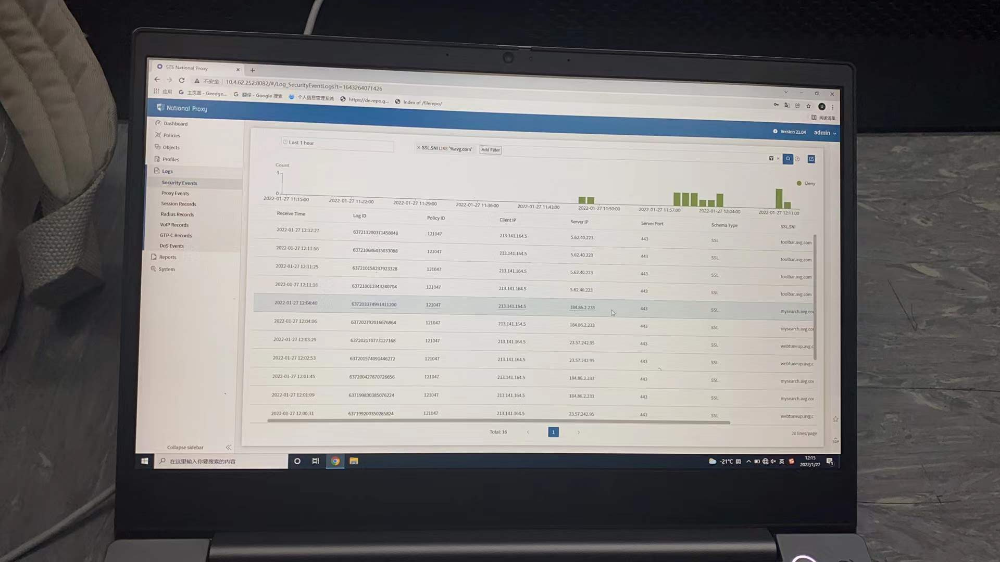 STS National Proxy
不安全 10.4.62.252:8082/#/Log_SecurityEventLogs?t=1643264071426
应用 主页面 - Geedge... 翻译 - Google 搜索 个人信息管理系统 https://de.repo.g... Index of /filerepo/
阅读清单
National Proxy
Version 21.04 admin
Dashboard
Policies
Objects
Profiles
Logs
Security Events
Proxy Events
Session Records
Radius Records
VoIP Records
GTP-C Records
DoS Events
Reports
System
Collapse sidebar
Last 1 hour
SSL.SNI LIKE '%avg.com' Add Filter
Count
3
0
Deny
2022-01-27 11:15:00 2022-01-27 11:22:00 2022-01-27 11:29:00 2022-01-27 11:36:00 2022-01-27 11:43:00 2022-01-27 11:50:00 2022-01-27 11:57:00 2022-01-27 12:04:00 2022-01-27 12:11:00
Receive Time Log ID Policy ID Client IP Server IP Server Port Schema Type SSL.SNI
2022-01-27 12:12:27 637211200371458048 121047 213.141.164.5 5.62.40.223 443 SSL toolbar.avg.com
2022-01-27 12:11:56 637210686435033088 121047 213.141.164.5 5.62.40.223 443 SSL toolbar.avg.com
2022-01-27 12:11:25 637210158237923328 121047 213.141.164.5 5.62.40.223 443 SSL toolbar.avg.com
2022-01-27 12:11:16 637210012343240704 121047 213.141.164.5 5.62.40.223 443 SSL toolbar.avg.com
2022-01-27 12:04:40 637203374991411200 121047 213.141.164.5 184.86.2.233 443 SSL mysearch.avg.co
2022-01-27 12:04:06 637202792016676864 121047 213.141.164.5 184.86.2.233 443 SSL mysearch.avg.co
2022-01-27 12:03:29 637202170773127168 121047 213.141.164.5 23.57.242.95 443 SSL webtuneup.avg.c
2022-01-27 12:02:53 637201574091446272 121047 213.141.164.5 23.57.242.95 443 SSL webtuneup.avg.c
2022-01-27 12:01:45 637200427670726656 121047 213.141.164.5 184.86.2.233 443 SSL mysearch.avg.co
2022-01-27 12:01:09 637199830385076224 121047 213.141.164.5 184.86.2.233 443 SSL mysearch.avg.co
2022-01-27 12:00:31 637199200350285824 121047 213.141.164.5 23.57.242.95 443 SSL webtuneup.avg.c
Total: 16 1 20 lines/page
TOP
在这里输入你要搜索的内容
-21°C 阴 英 12:15
2022/1/27